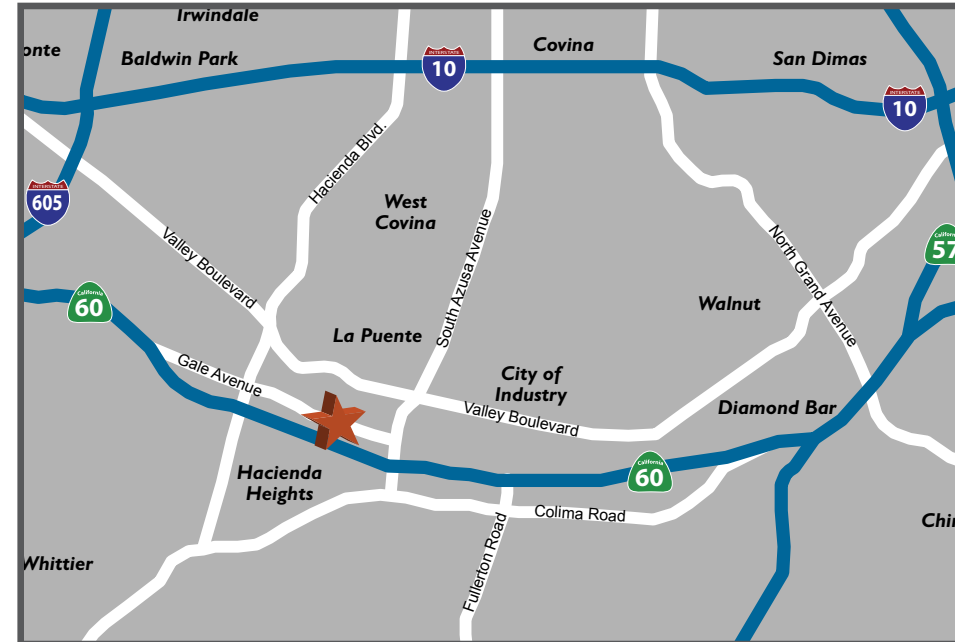 Irwindale
onte
Baldwin Park
Covina
San Dimas
INTERSTATE
10
INTERSTATE
10
Hacienda Blvd.
INTERSTATE
605
West
Covina
Valley Boulevard
South Azusa Avenue
North Grand Avenue
California
57
California
60
Walnut
La Puente
Gale Avenue
City of
Industry
Valley Boulevard
Diamond Bar
Hacienda
Heights
California
60
Colima Road
Fullerton Road
Chin
Whittier